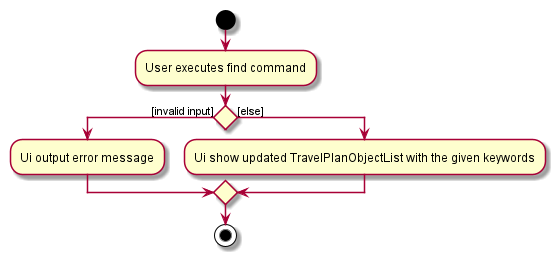 User executes find command
[invalid input]
[else]
Ui output error message
Ui show updated TravelPlanObjectList with the given keywords